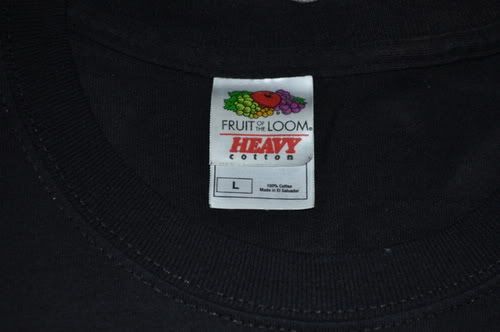 FRUIT OF THE LOOM®
HEAVY
cotton
L
100% Cotton
Made in El Salvador